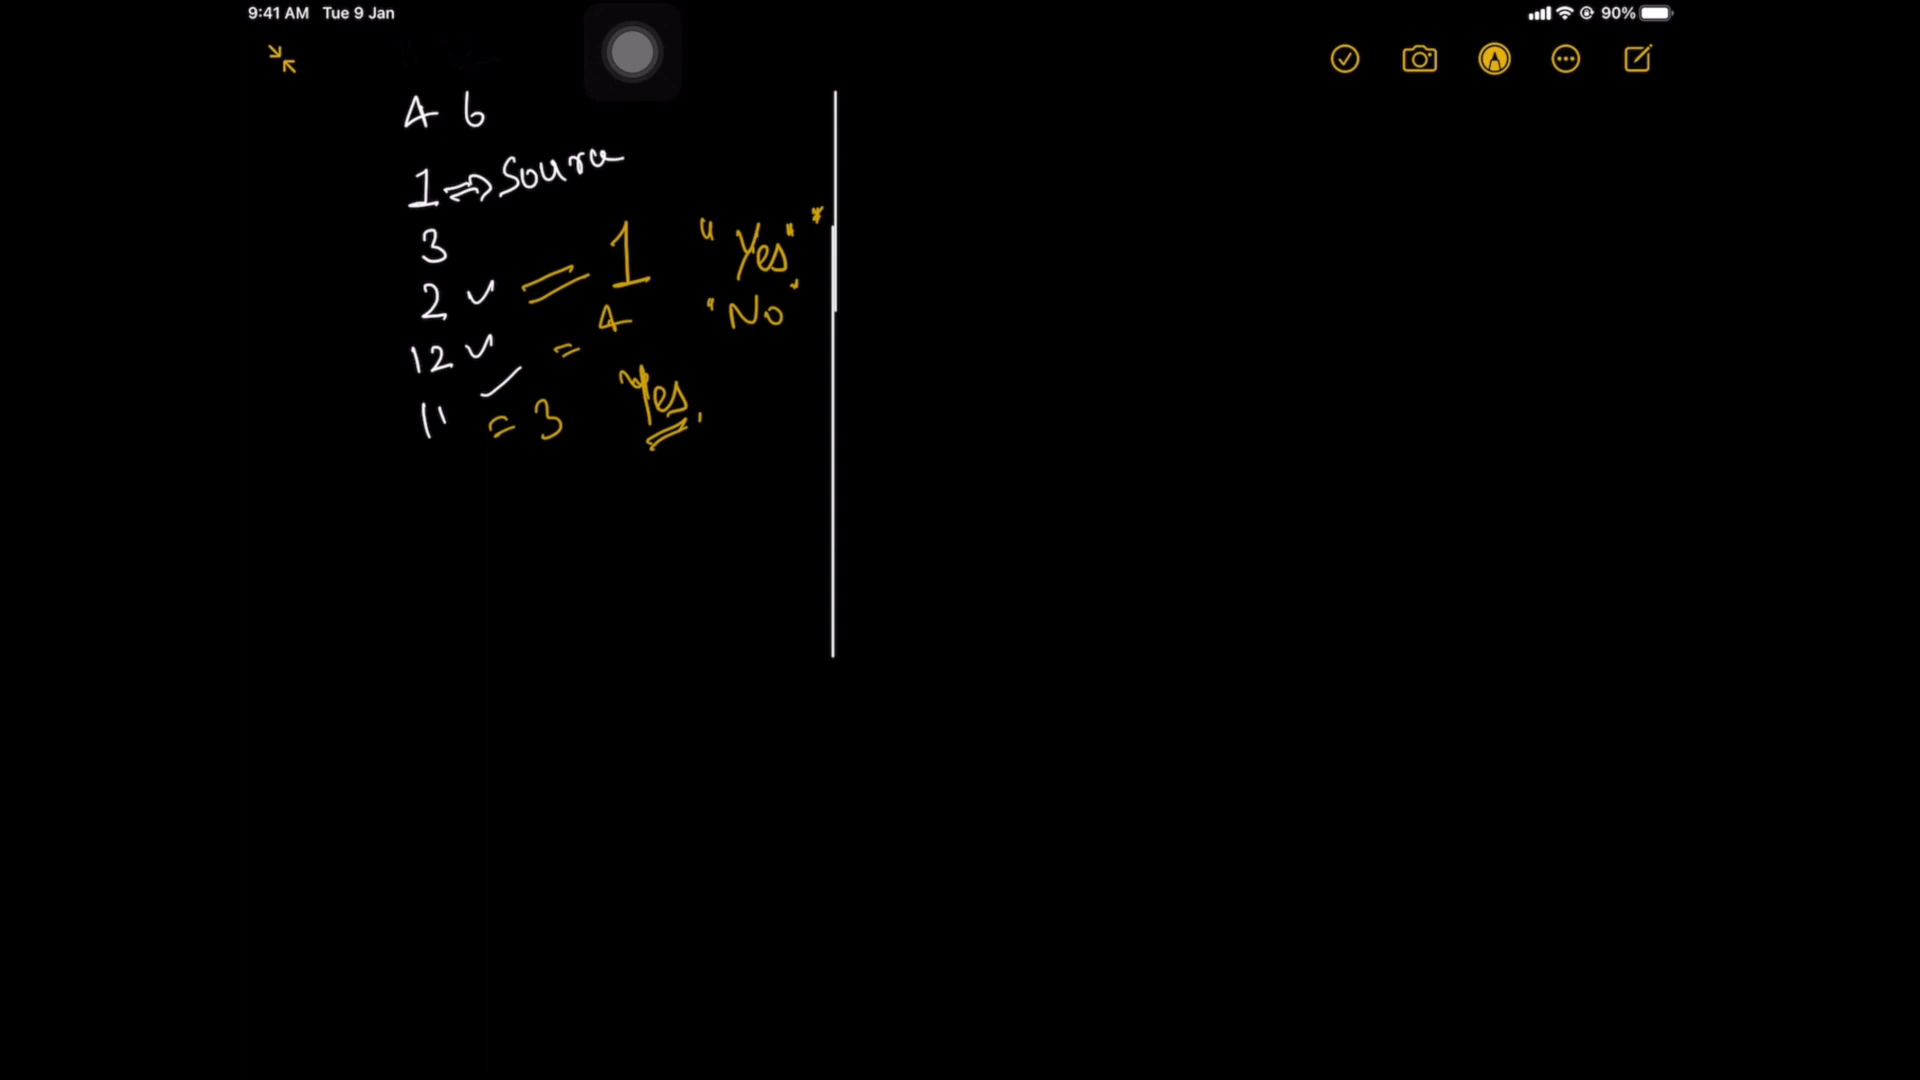 9:41 AM Tue 9 Jan 90%
4 6
1 ⇒ Source
3
2 ✓ = 1 "Yes"*
"No"
12 ✓ = 4
11 = 3 Yes